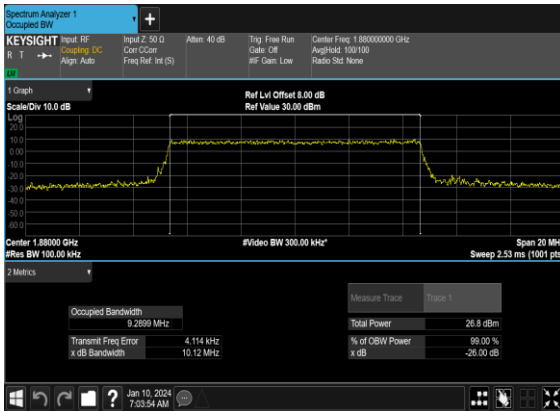 Spectrum Analyzer 1
Occupied BW
KEYSIGHT
R T
Input: RF
Coupling: DC
Align: Auto
Input Z: 50 Ω
Corr CCorr
Freq Ref: Int (S)
Atten: 40 dB
Trig: Free Run
Gate: Off
#IF Gain: Low
Center Freq: 1.880000000 GHz
Avg|Hold: 100/100
Radio Std: None
1 Graph
Scale/Div 10.0 dB
Ref Lvl Offset 8.00 dB
Ref Value 30.00 dBm
Log
20.0
10.0
0.00
-10.0
-20.0
-30.0
-40.0
-50.0
-60.0
Center 1.88000 GHz
#Video BW 300.00 kHz*
Span 20 MH
#Res BW 100.00 kHz
Sweep 2.53 ms (1001 pts
2 Metrics
Measure Trace
Trace 1
Occupied Bandwidth
9.2899 MHz
Total Power
26.8 dBm
Transmit Freq Error
4.114 kHz
% of OBW Power
99.00 %
x dB Bandwidth
10.12 MHz
x dB
-26.00 dB
?
Jan 10, 2024
7:03:54 AM